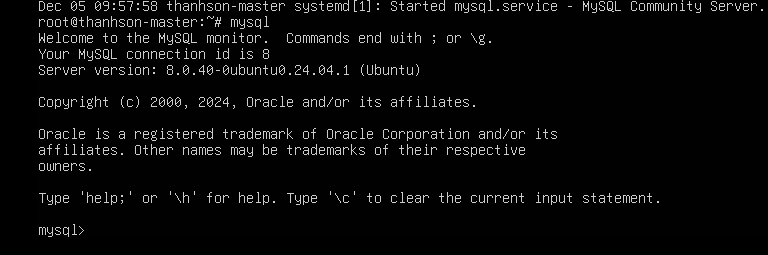 Dec 05 09:57:58 thanhson-master systemd[1]: Started mysql.service - MySQL Community Server.
root@thanhson-master:~# mysql
Welcome to the MySQL monitor.  Commands end with ; or \g.
Your MySQL connection id is 8
Server version: 8.0.40-0ubuntu0.24.04.1 (Ubuntu)
Copyright (c) 2000, 2024, Oracle and/or its affiliates.
Oracle is a registered trademark of Oracle Corporation and/or its
affiliates. Other names may be trademarks of their respective
owners.
Type 'help;' or '\h' for help. Type '\c' to clear the current input statement.
mysql>